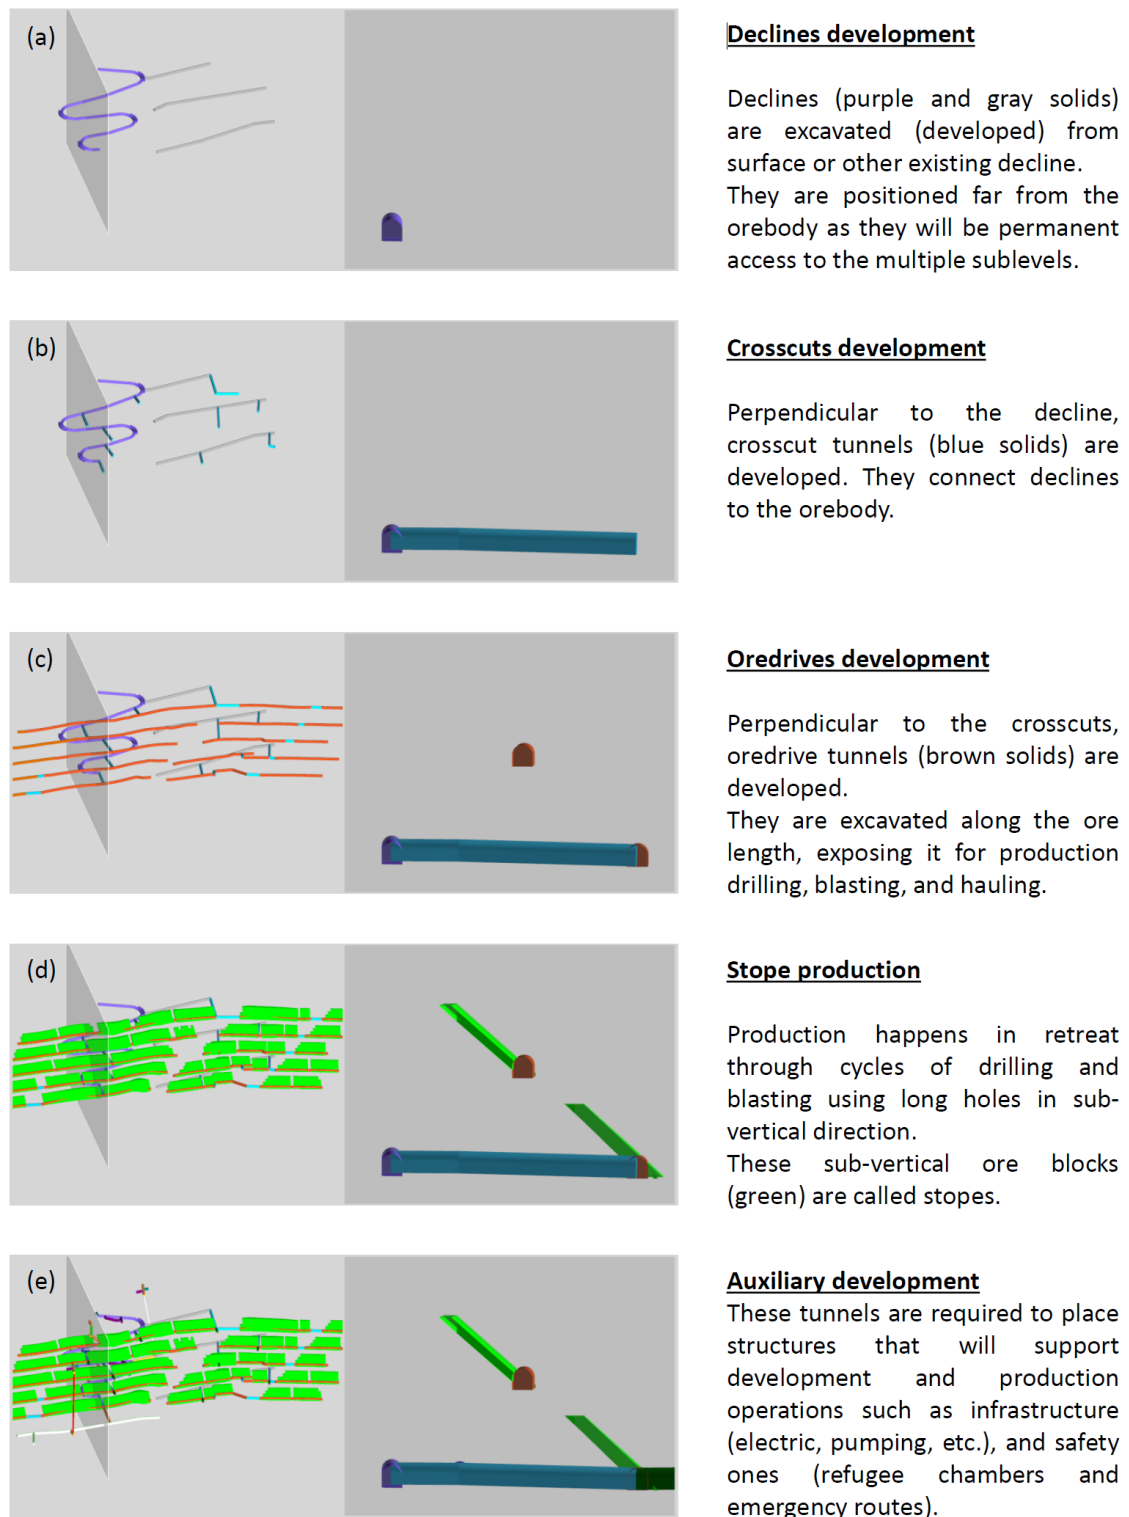 (a)
Declines development
Declines (purple and gray solids)
are excavated (developed) from
surface or other existing decline.
They are positioned far from the
orebody as they will be permanent
access to the multiple sublevels.
(b)
Crosscuts development
Perpendicular to the decline,
crosscut tunnels (blue solids) are
developed. They connect declines
to the orebody.
(c)
Oredrives development
Perpendicular to the crosscuts,
oredrive tunnels (brown solids) are
developed.
They are excavated along the ore
length, exposing it for production
drilling, blasting, and hauling.
(d)
Stope production
Production happens in retreat
through cycles of drilling and
blasting using long holes in sub-
vertical direction.
These sub-vertical ore blocks
(green) are called stopes.
(e)
Auxiliary development
These tunnels are required to place
structures that will support
development and production
operations such as infrastructure
(electric, pumping, etc.), and safety
ones (refugee chambers and
emergency routes).